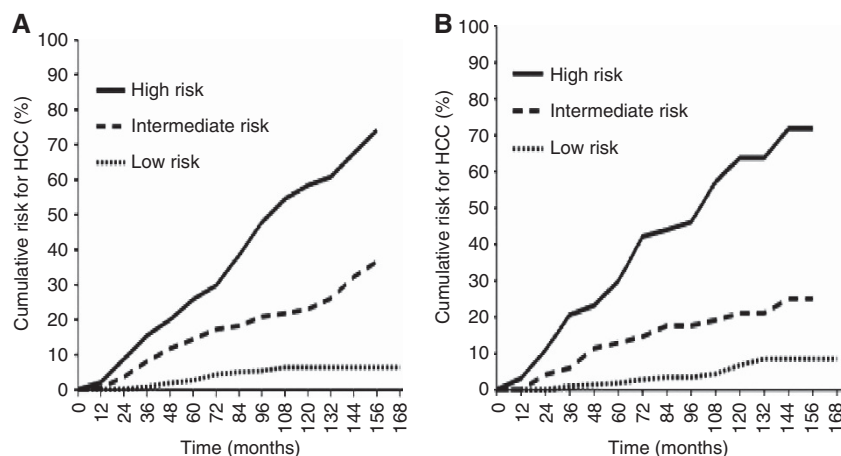 A
Cumulative risk for HCC (%)
100
90
80
70
60
50
40
30
20
10
0
High risk
Intermediate risk
Low risk
0 12 24 36 48 60 72 84 96 108 120 132 144 156 168
Time (months)
B
Cumulative risk for HCC (%)
100
90
80
70
60
50
40
30
20
10
0
High risk
Intermediate risk
Low risk
0 12 24 36 48 60 72 84 96 108 120 132 144 156 168
Time (months)